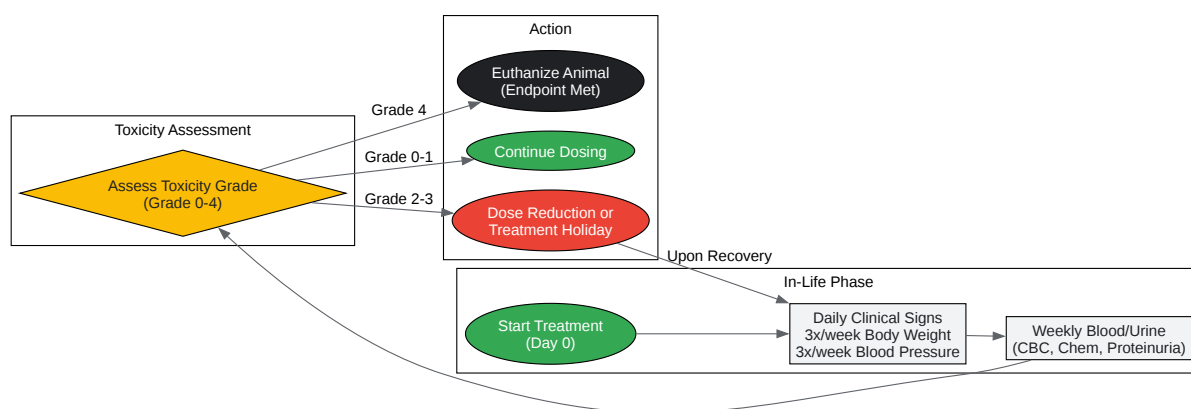 Action
Euthanize Animal
(Endpoint Met)
Grade 4
Toxicity Assessment
Continue Dosing
Grade 0-1
Assess Toxicity Grade
(Grade 0-4)
Grade 2-3
Dose Reduction or
Treatment Holiday
Upon Recovery
In-Life Phase
Start Treatment
(Day 0)
Daily Clinical Signs
3x/week Body Weight
3x/week Blood Pressure
Weekly Blood/Urine
(CBC, Chem, Proteinuria)